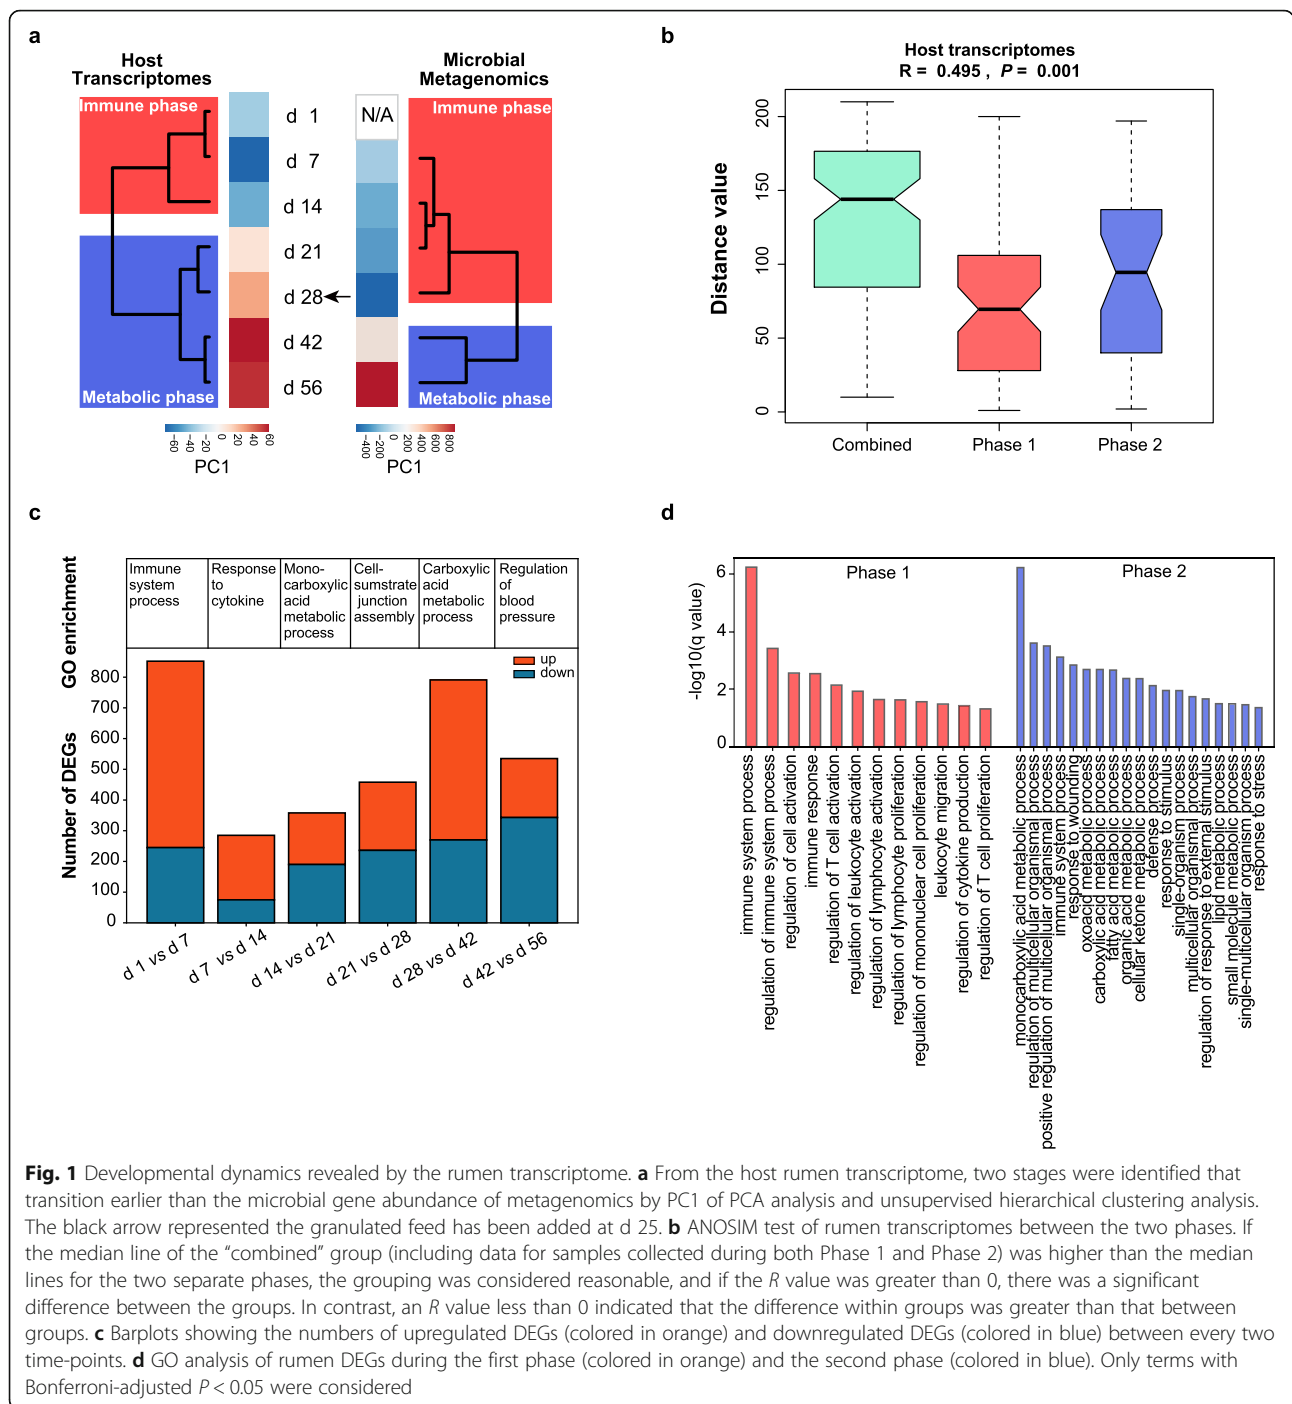 a
Host
Transcriptomes
Microbial
Metagenomics
Immune phase
Immune phase
d 1
N/A
d 7
d 14
d 21
d 28
d 42
d 56
Metabolic phase
Metabolic phase
-60
-40
-20
0
20
40
60
PC1
-400
-200
0
200
400
600
800
PC1
b
Host transcriptomes
R = 0.495 , P = 0.001
Distance value
200
150
100
50
0
Combined
Phase 1
Phase 2
c
GO enrichment
Immune
system
process
Response
to
cytokine
Mono-
carboxylic
acid
metabolic
process
Cell-
sumstrate
junction
assembly
Carboxylic
acid
metabolic
process
Regulation
of
blood
pressure
up
down
Number of DEGs
800
700
600
500
400
300
200
100
0
d 1 vs d 7
d 7 vs d 14
d 14 vs d 21
d 21 vs d 28
d 28 vs d 42
d 42 vs d 56
d
-log10(q value)
6
4
2
0
Phase 1
Phase 2
immune system process
regulation of immune system process
regulation of cell activation
immune response
regulation of T cell activation
regulation of leukocyte activation
regulation of lymphocyte activation
regulation of lymphocyte proliferation
regulation of mononuclear cell proliferation
leukocyte migration
regulation of cytokine production
regulation of T cell proliferation
monocarboxylic acid metabolic process
regulation of multicellular organismal process
positive regulation of multicellular organismal process
immune system process
response to wounding
oxoacid metabolic process
carboxylic acid metabolic process
fatty acid metabolic process
organic acid metabolic process
cellular ketone metabolic process
defense process
response to stimulus
single-organism process
multicellular organismal process
regulation of response to external stimulus
lipid metabolic process
small molecule metabolic process
single-multicellular organism process
response to stress
Fig. 1 Developmental dynamics revealed by the rumen transcriptome. a From the host rumen transcriptome, two stages were identified that
transition earlier than the microbial gene abundance of metagenomics by PC1 of PCA analysis and unsupervised hierarchical clustering analysis.
The black arrow represented the granulated feed has been added at d 25. b ANOSIM test of rumen transcriptomes between the two phases. If
the median line of the “combined” group (including data for samples collected during both Phase 1 and Phase 2) was higher than the median
lines for the two separate phases, the grouping was considered reasonable, and if the R value was greater than 0, there was a significant
difference between the groups. In contrast, an R value less than 0 indicated that the difference within groups was greater than that between
groups. c Barplots showing the numbers of upregulated DEGs (colored in orange) and downregulated DEGs (colored in blue) between every two
time-points. d GO analysis of rumen DEGs during the first phase (colored in orange) and the second phase (colored in blue). Only terms with
Bonferroni-adjusted P < 0.05 were considered